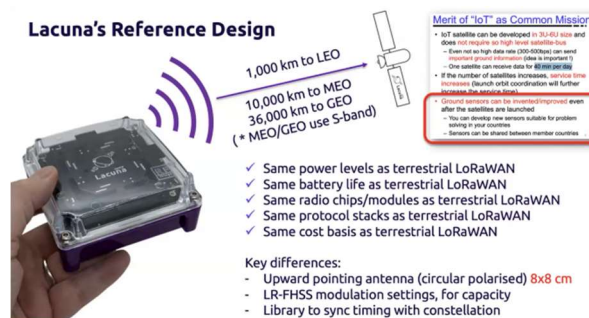 Lacuna's Reference Design
1,000 km to LEO
10,000 km to MEO
36,000 km to GEO
(* MEO/GEO use S-band)
Lacuna
Merit of "IoT" as Common Mission
• IoT satellite can be developed in 3U-6U size and
does not require so high level satellite-bus
– Even not so high data rate (300-500bps) can send
important ground information (idea is important !)
– One satellite can receive data for 40 min per day
• If the number of satellites increases, service time
increases (launch orbit coordination will further
increase the service time)
• Ground sensors can be invented/improved even
after the satellites are launched
– You can develop new sensors suitable for problem
solving in your countries
– Sensors can be shared between member countries
✓ Same power levels as terrestrial LoRaWAN
✓ Same battery life as terrestrial LoRaWAN
✓ Same radio chips/modules as terrestrial LoRaWAN
✓ Same protocol stacks as terrestrial LoRaWAN
✓ Same cost basis as terrestrial LoRaWAN
Key differences:
- Upward pointing antenna (circular polarised) 8x8 cm
- LR-FHSS modulation settings, for capacity
- Library to sync timing with constellation